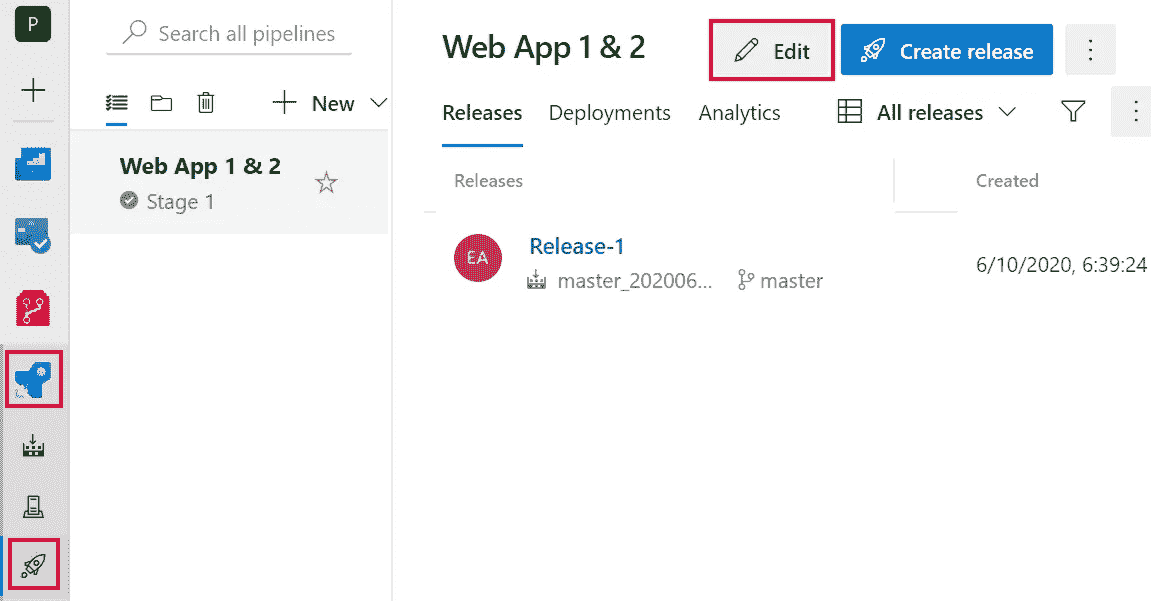 P
Search all pipelines
New
Web App 1 & 2
Stage 1
Web App 1 & 2
Edit
Create release
Releases Deployments Analytics All releases
Releases Created
EA
Release-1
master_202006... master
6/10/2020, 6:39:24